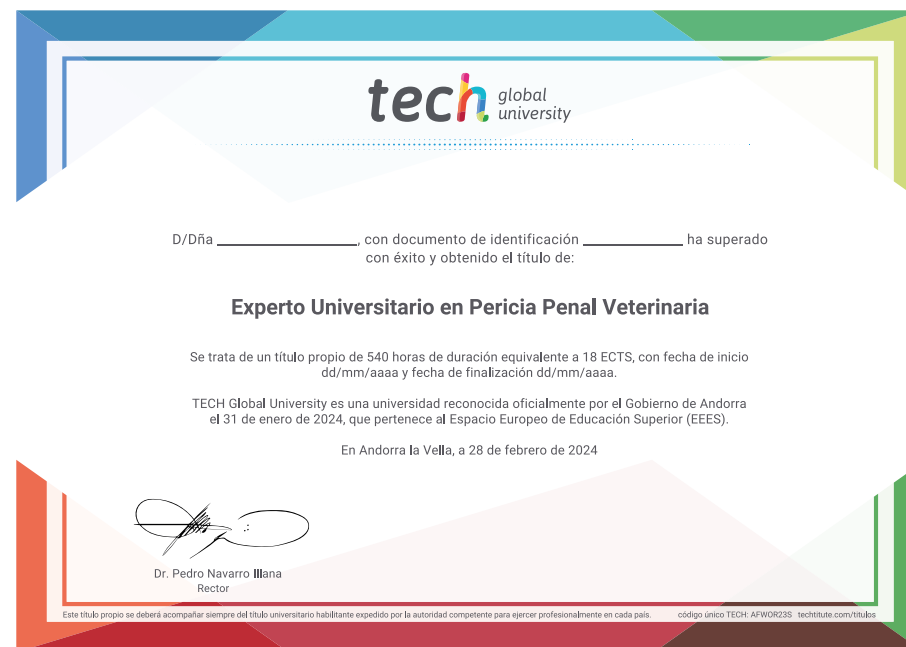 tech global university
D/Dña ________________, con documento de identificación ____________ ha superado
con éxito y obtenido el título de:
Experto Universitario en Pericia Penal Veterinaria
Se trata de un título propio de 540 horas de duración equivalente a 18 ECTS, con fecha de inicio
dd/mm/aaaa y fecha de finalización dd/mm/aaaa.
TECH Global University es una universidad reconocida oficialmente por el Gobierno de Andorra
el 31 de enero de 2024, que pertenece al Espacio Europeo de Educación Superior (EEES).
En Andorra la Vella, a 28 de febrero de 2024
Dr. Pedro Navarro Illana
Rector
Este título propio se deberá acompañar siempre del título universitario habilitante expedido por la autoridad competente para ejercer profesionalmente en cada país. código único TECH: AFWOR23S techtitute.com/titulos